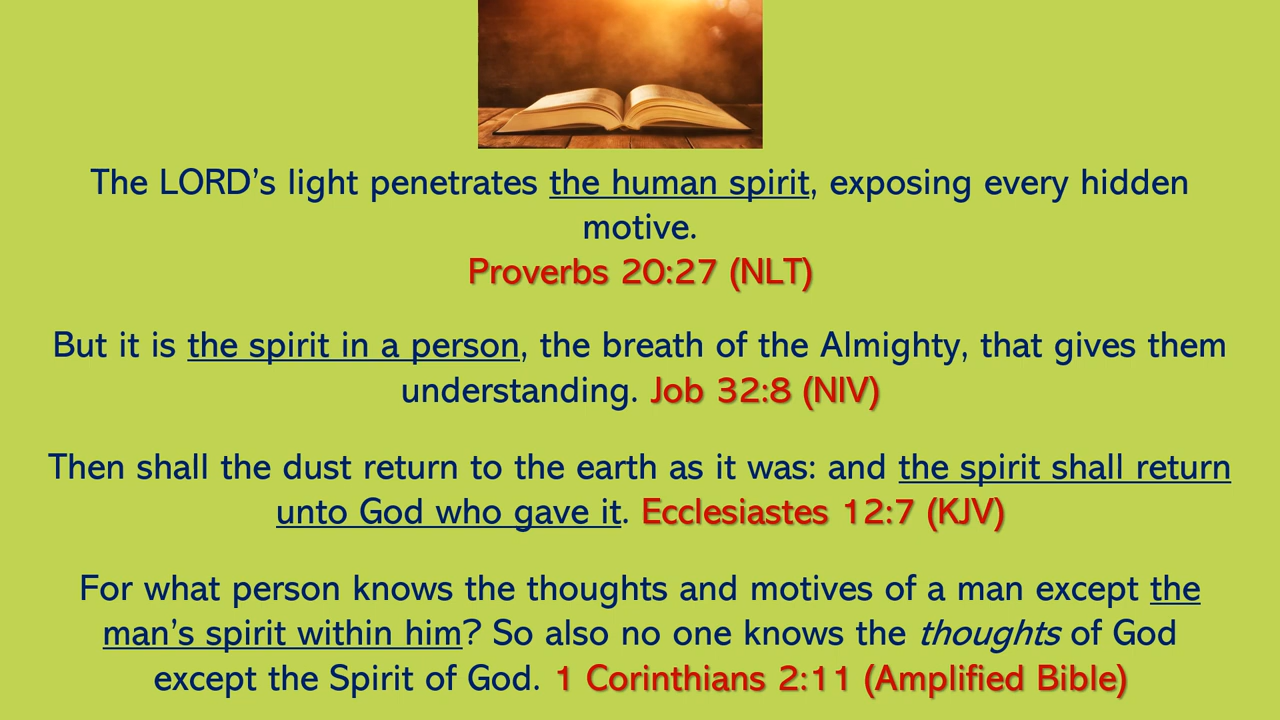 The LORD’s light penetrates the human spirit, exposing every hidden
motive.
Proverbs 20:27 (NLT)
But it is the spirit in a person, the breath of the Almighty, that gives them
understanding. Job 32:8 (NIV)
Then shall the dust return to the earth as it was: and the spirit shall return
unto God who gave it. Ecclesiastes 12:7 (KJV)
For what person knows the thoughts and motives of a man except the
man’s spirit within him? So also no one knows the thoughts of God
except the Spirit of God. 1 Corinthians 2:11 (Amplified Bible)